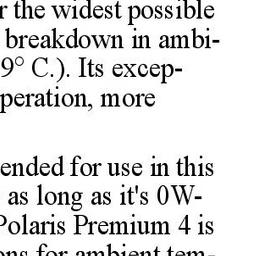 r the widest possible
breakdown in ambi-
9° C.). Its excep-
peration, more
ended for use in this
as long as it's 0W-
Polaris Premium 4 is
ons for ambient tem-